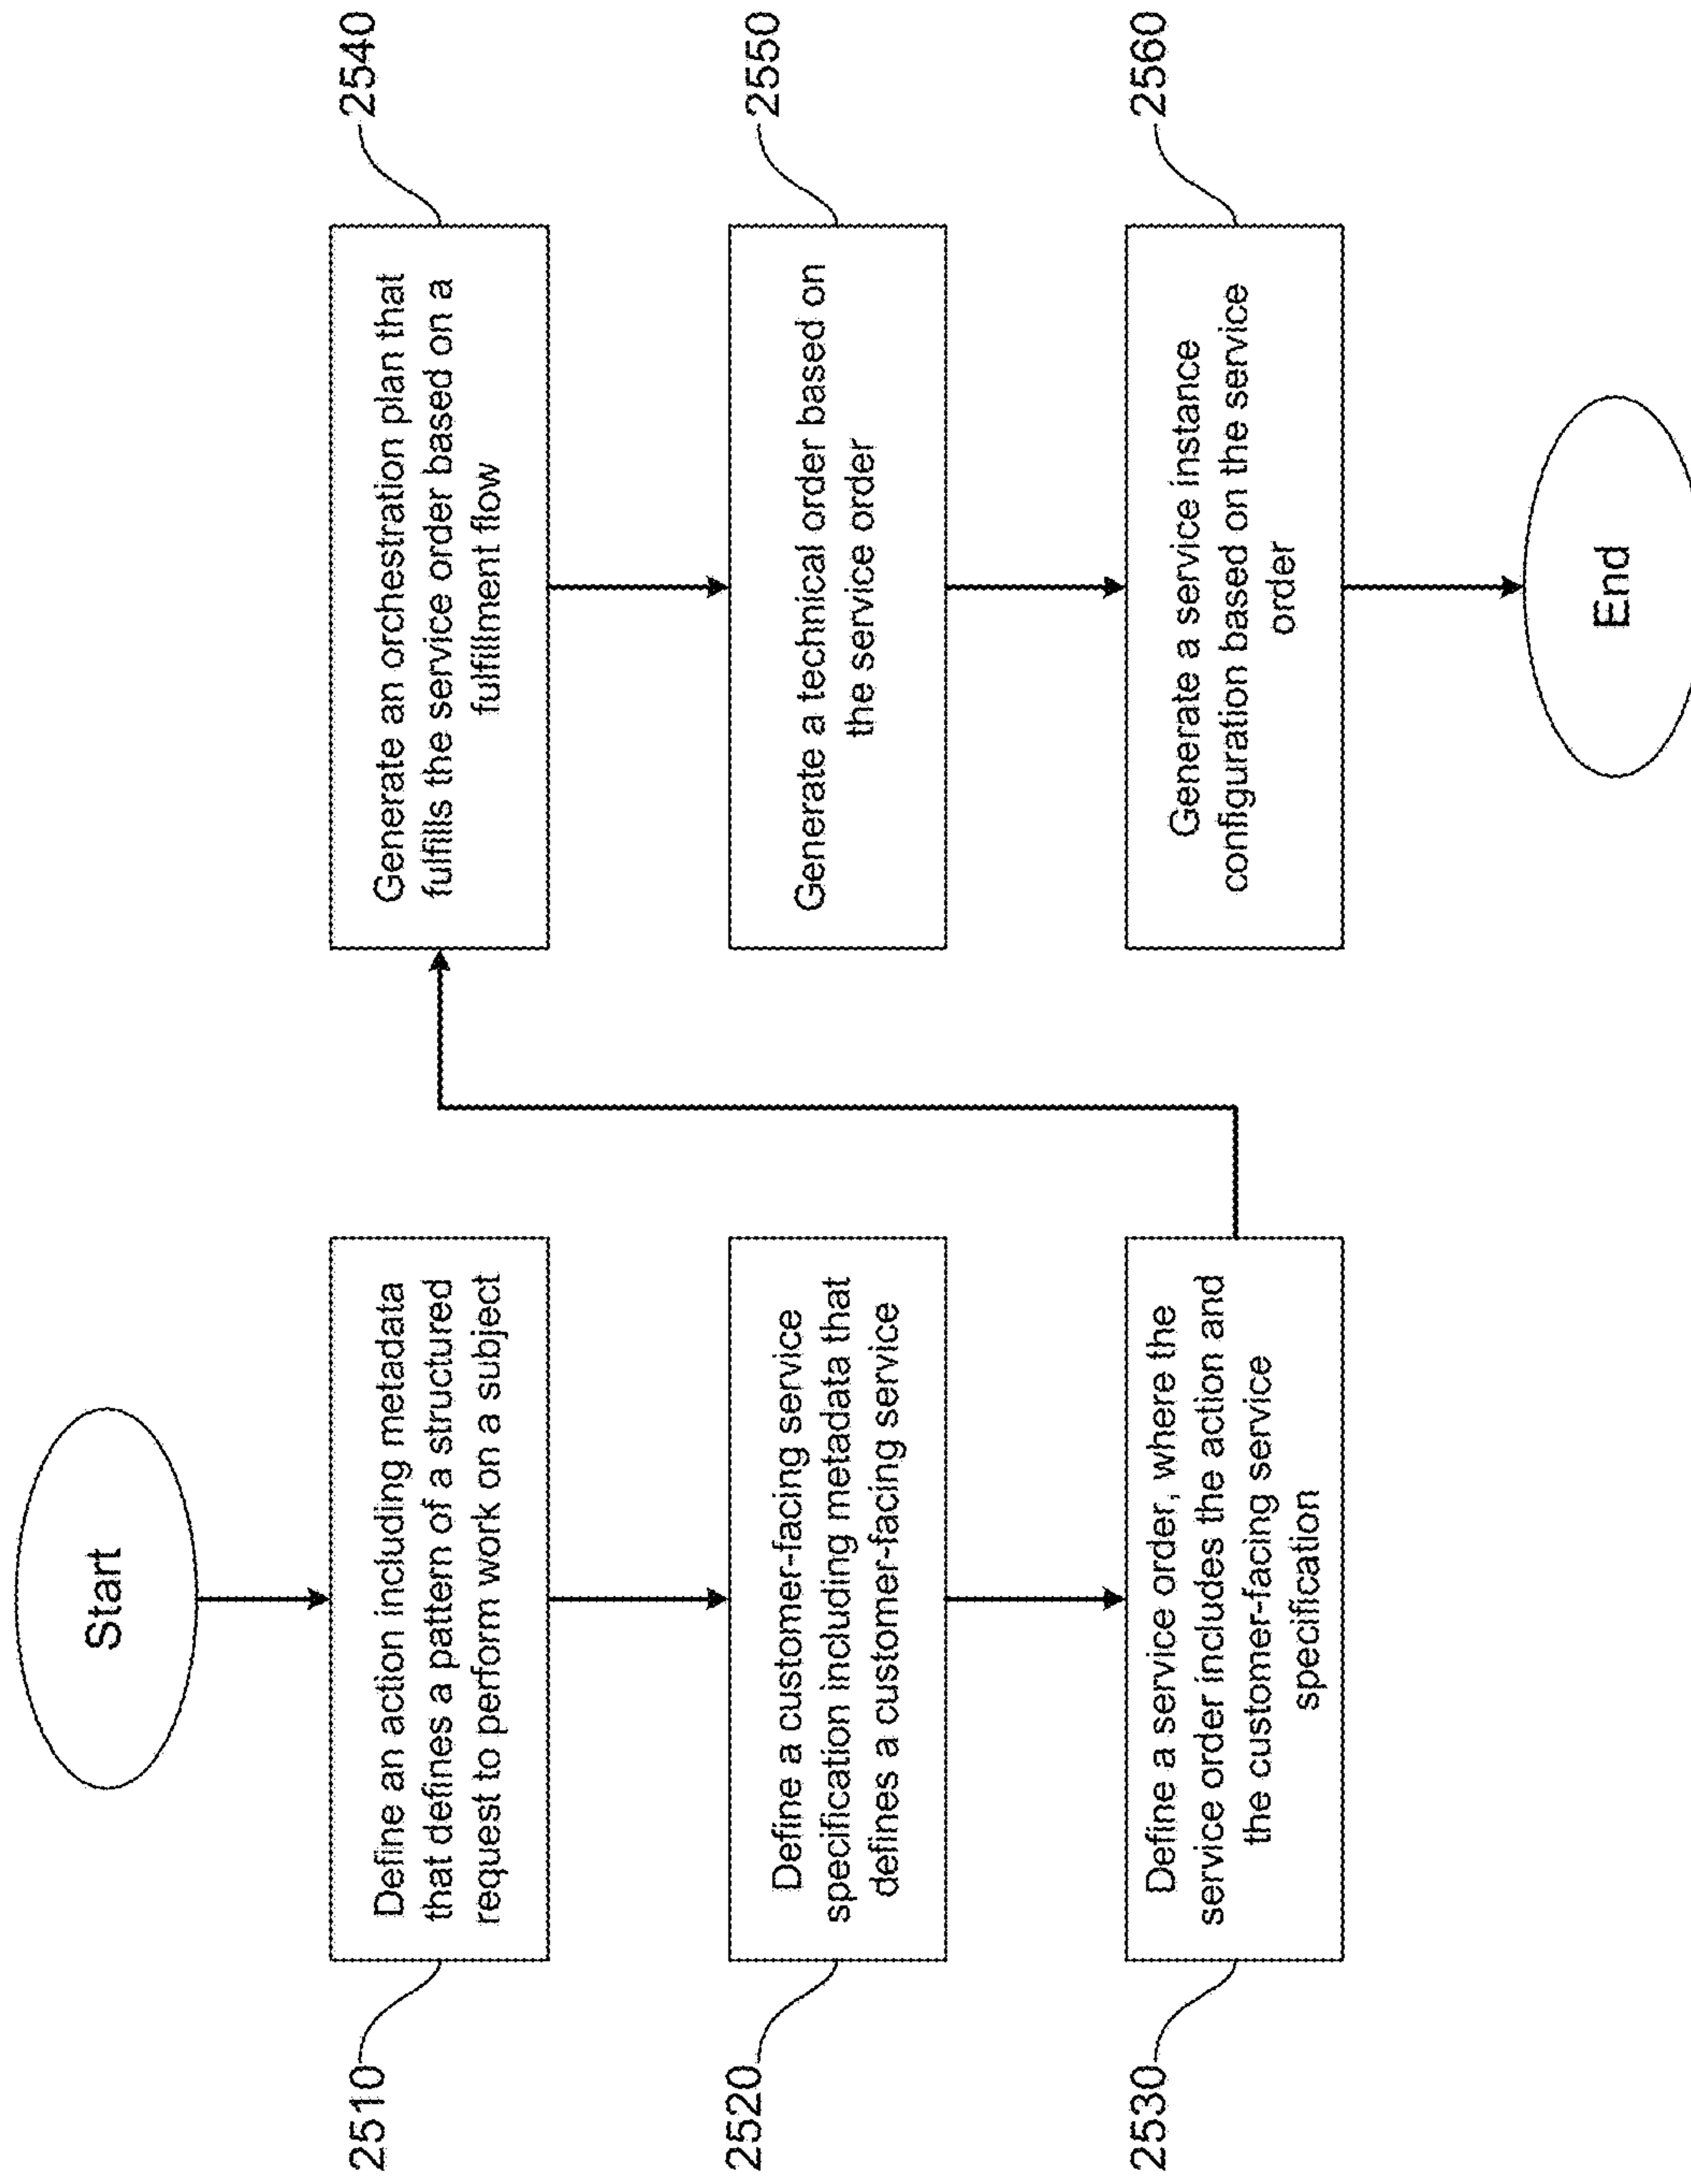 Start
2510
Define an action including metadata
that defines a pattern of a structured
request to perform work on a subject
2520
Define a customer-facing service
specification including metadata that
defines a customer-facing service
2530
Define a service order, where the
service order includes the action and
the customer-facing service
specification
2540
Generate an orchestration plan that
fulfills the service order based on a
fulfillment flow
2550
Generate a technical order based on
the service order
2560
Generate a service instance
configuration based on the service
order
End